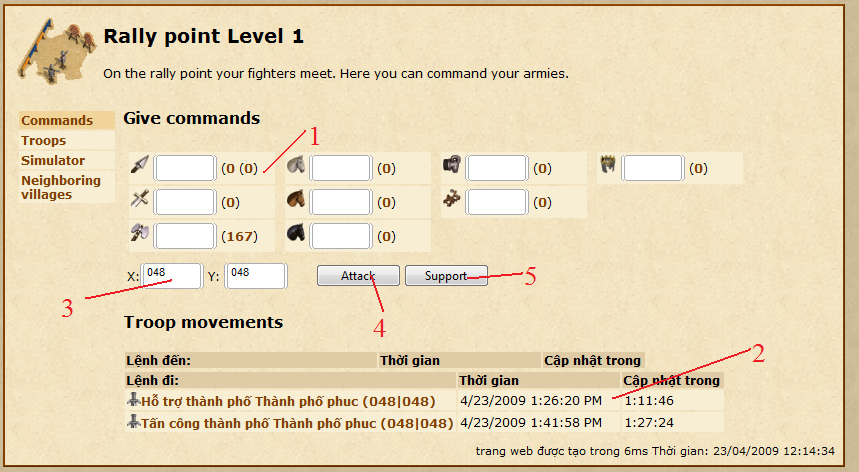 Rally point Level 1
On the rally point your fighters meet. Here you can command your armies.
Commands
Troops
Simulator
Neighboring villages
Give commands
1
(0 (0) (0) (0) (0)
(0) (0) (0)
(167) (0)
X: 048 Y: 048 Attack Support
3 4 5
Troop movements
2
Lệnh đến: Thời gian Cập nhật trong
Lệnh đi: Thời gian Cập nhật trong
Hỗ trợ thành phố Thành phố phuc (048|048) 4/23/2009 1:26:20 PM 1:11:46
Tấn công thành phố Thành phố phuc (048|048) 4/23/2009 1:41:58 PM 1:27:24
trang web được tạo trong 6ms Thời gian: 23/04/2009 12:14:34